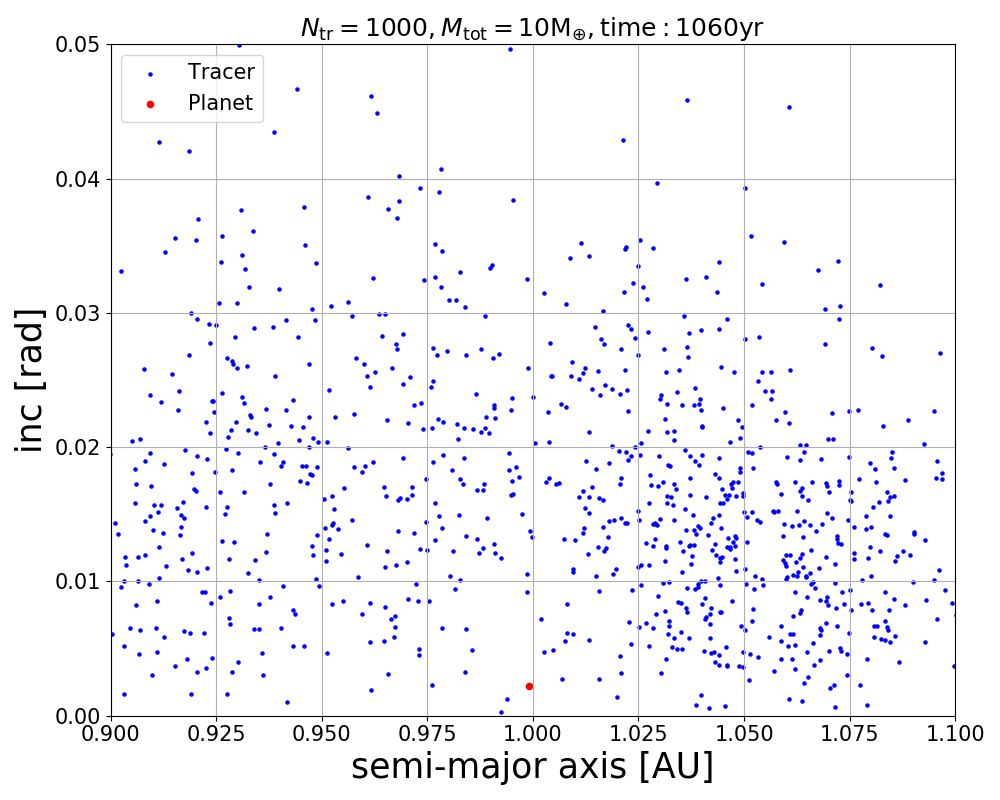 N_tr = 1000, M_tot = 10M_⊕, time : 1060yr
Tracer
Planet
inc [rad]
0.05
0.04
0.03
0.02
0.01
0.00
0.900 0.925 0.950 0.975 1.000 1.025 1.050 1.075 1.100
semi-major axis [AU]